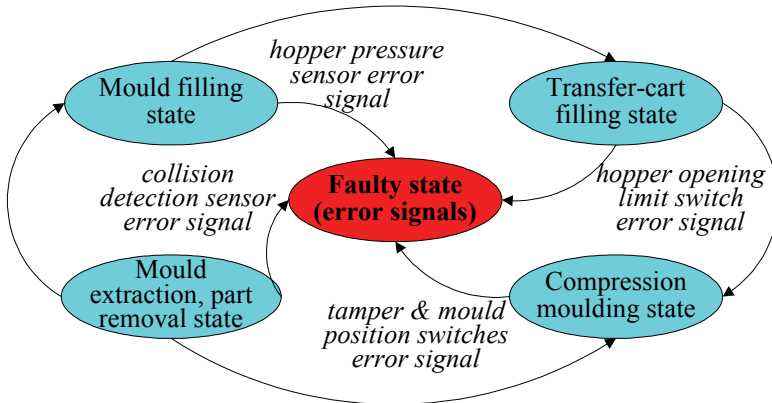 hopper pressure
sensor error
signal
Mould filling
state
Transfer-cart
filling state
collision
detection sensor
error signal
Faulty state
(error signals)
hopper opening
limit switch
error signal
Mould
extraction, part
removal state
tamper & mould
position switches
error signal
Compression
moulding state